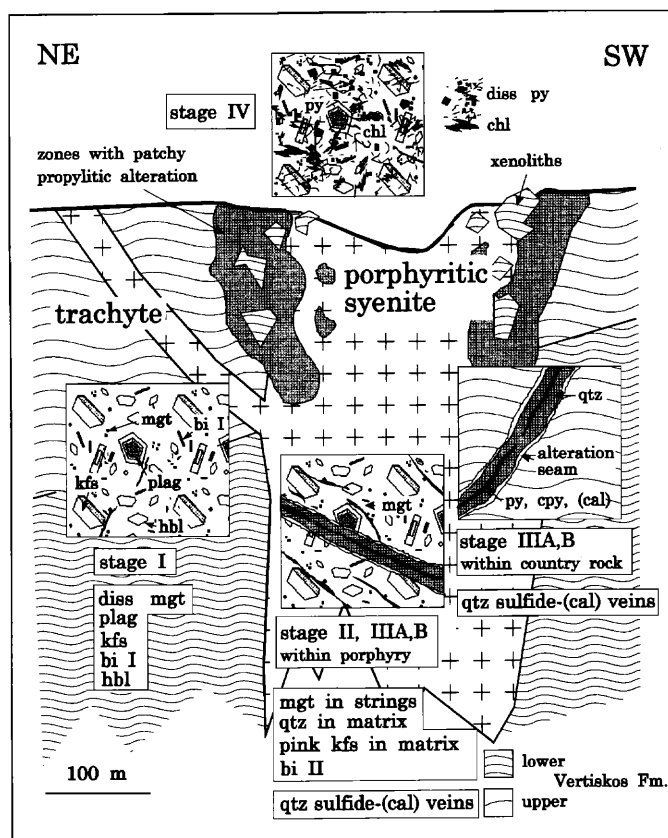 NE
SW
stage IV
py
chl
diss py
chl
zones with patchy
propylitic alteration
xenoliths
trachyte
porphyritic
syenite
mgt
bi I
kfs
plag
hbl
mgt
qtz
alteration
seam
py, cpy, (cal)
stage I
diss mgt
plag
kfs
bi I
hbl
stage II, IIIA,B
within porphyry
mgt in strings
qtz in matrix
pink kfs in matrix
bi II
qtz sulfide-(cal) veins
stage IIIA,B
within country rock
qtz sulfide-(cal) veins
100 m
lower
Vertiskos Fm.
upper